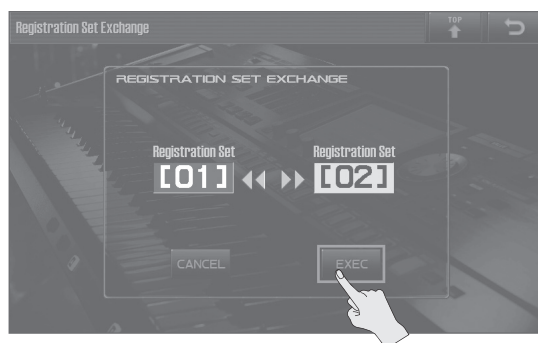 Registration Set Exchange
TOP
REGISTRATION SET EXCHANGE
Registration Set Registration Set
[01] [02]
CANCEL EXEC